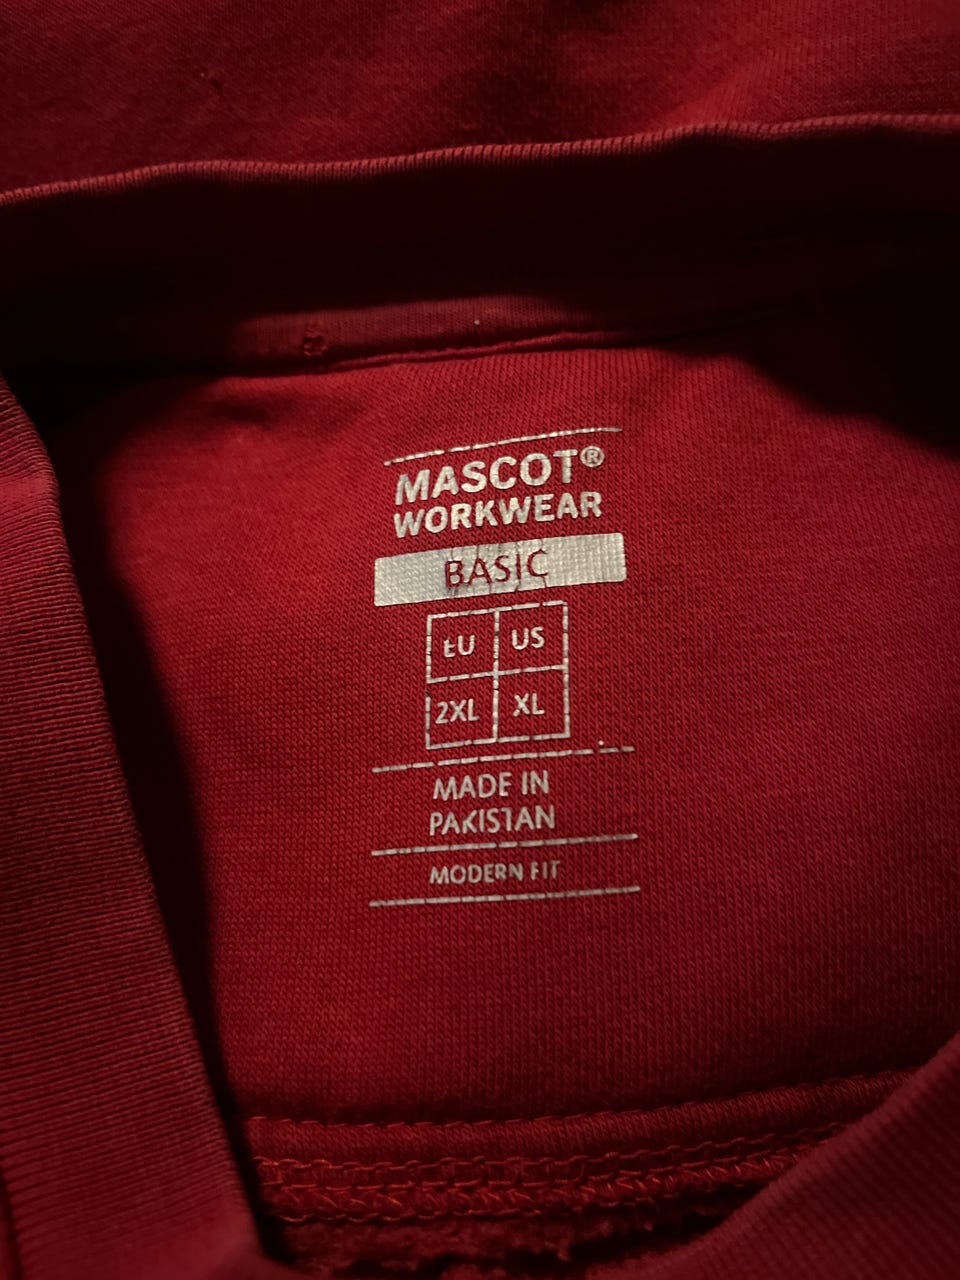 MASCOT®
WORKWEAR
BASIC
EU US
2XL XL
MADE IN
PAKISTAN
MODERN FIT